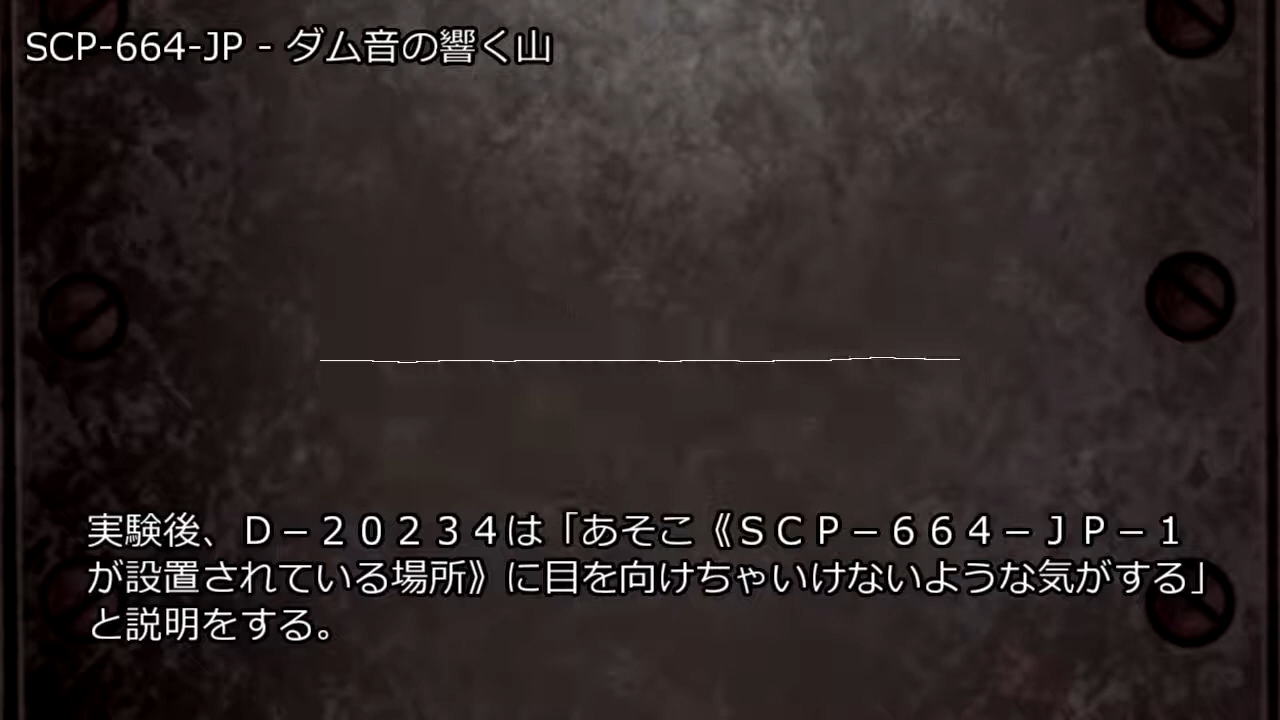 SCP-664-JP - ダム音の響く山
実験後、Ｄ－２０２３４は「あそこ《ＳＣＰ－６６４－ＪＰ－１
が設置されている場所》に目を向けちゃいけないような気がする」
と説明をする。